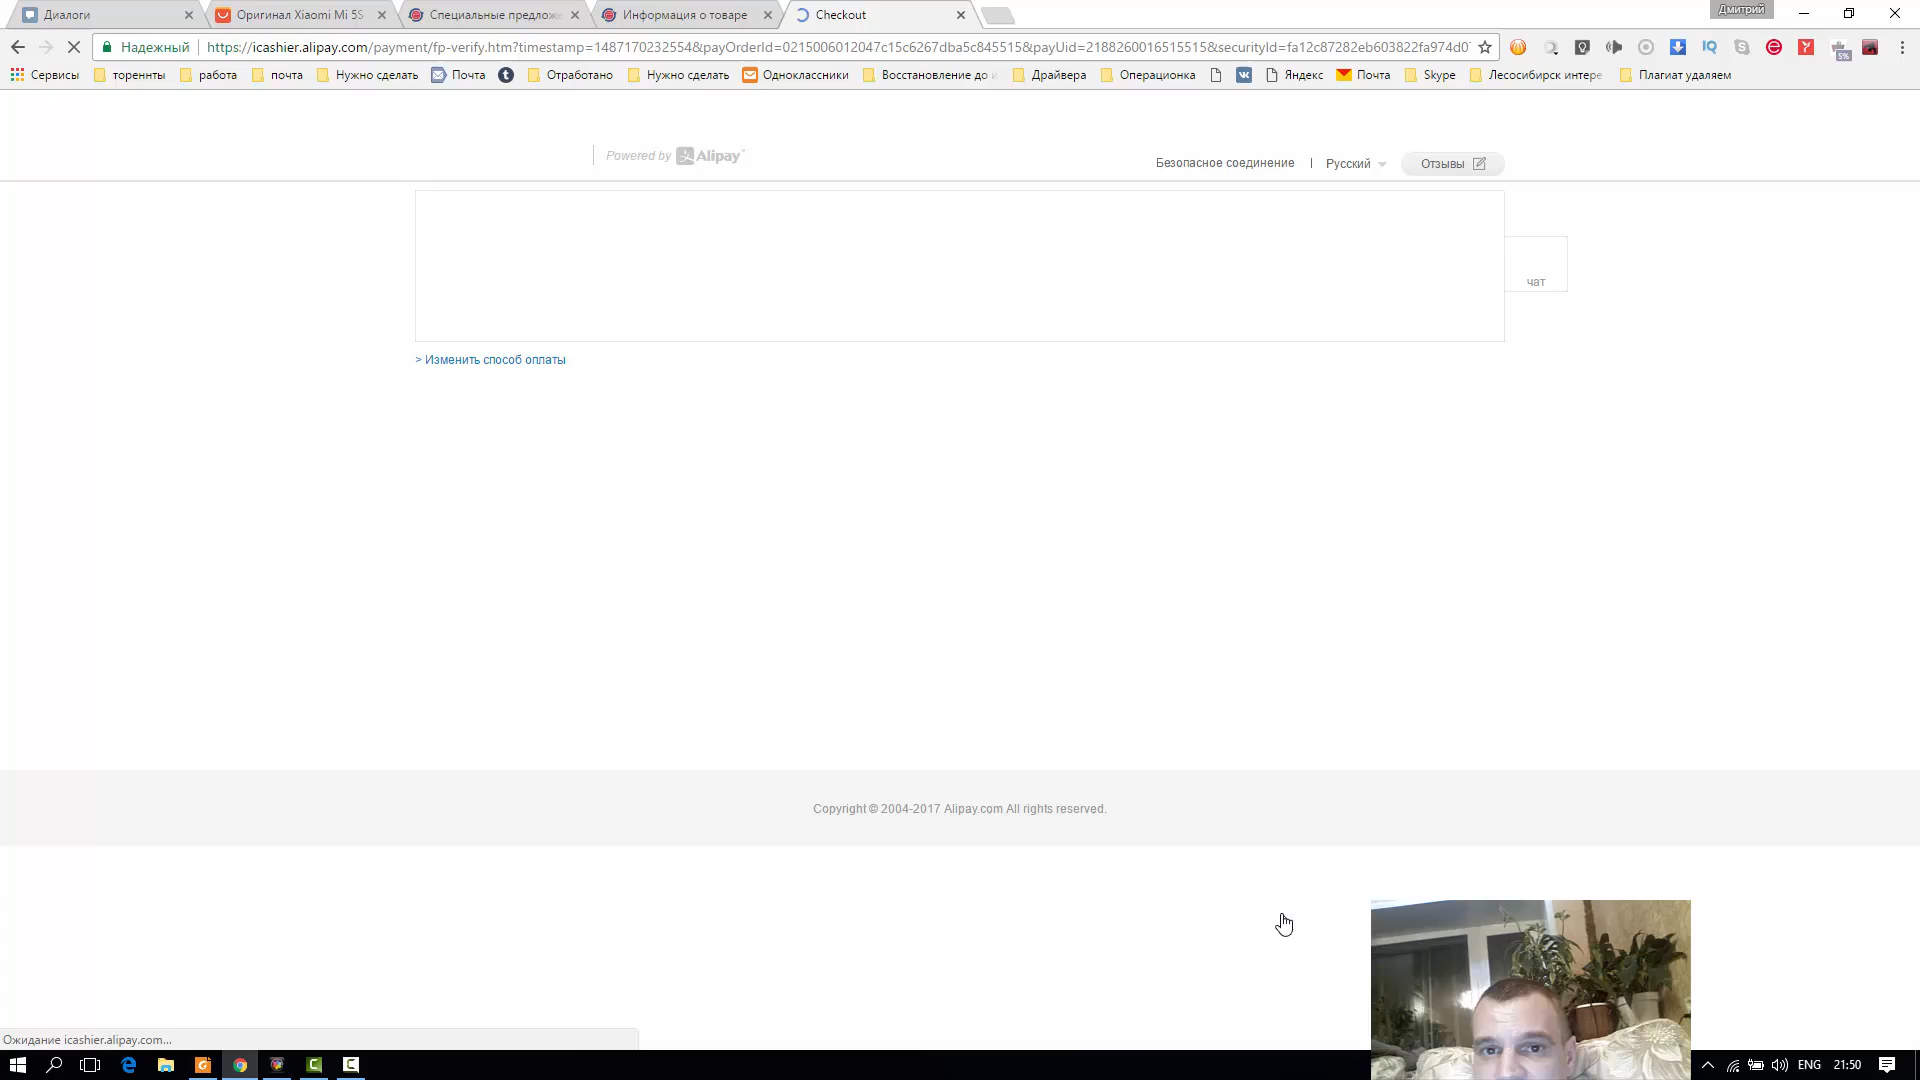 Диалоги
Оригинал Xiaomi Mi 5S
Специальные предлож
Информация о товаре
Checkout
Дмитрий
Надежный
https://icashier.alipay.com/payment/fp-verify.htm?timestamp=1487170232554&payOrderId=0215006012047c15c6267dba5c845515&payUid=2188260016515515&securityId=fa12c87282eb603822fa974d0
5%
Сервисы
тореннты
работа
почта
Нужно сделать
Почта
Отработано
Нужно сделать
Одноклассники
Восстановление до и
Драйвера
Операционка
Яндекс
Почта
Skype
Лесосибирск интере
Плагиат удаляем
Powered by Alipay
Безопасное соединение
Русский
Отзывы
чат
> Изменить способ оплаты
Copyright © 2004-2017 Alipay.com All rights reserved.
Ожидание icashier.alipay.com...
ENG
21:50